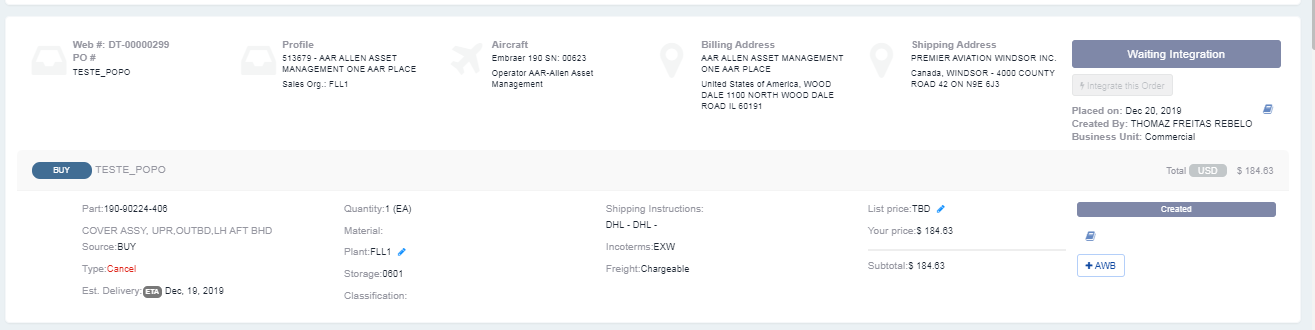 Web #: DT-00000299
PO #
TESTE_POPO
Profile
513679 - AAR ALLEN ASSET
MANAGEMENT ONE AAR PLACE
Sales Org.: FLL1
Aircraft
Embraer 190 SN: 00623
Operator AAR-Allen Asset
Management
Billing Address
AAR ALLEN ASSET MANAGEMENT
ONE AAR PLACE
United States of America, WOOD
DALE 1100 NORTH WOOD DALE
ROAD IL 60191
Shipping Address
PREMIER AVIATION WINDSOR INC.
Canada, WINDSOR - 4000 COUNTY
ROAD 42 ON N9E 6J3
Waiting Integration
Integrate this Order
Placed on: Dec 20, 2019
Created By: THOMAZ FREITAS REBELO
Business Unit: Commercial
BUY TESTE_POPO
Total USD $ 184.63
Part:190-90224-406
COVER ASSY, UPR,OUTBD,LH AFT BHD
Source:BUY
Type:Cancel
Est. Delivery: ETA Dec, 19, 2019
Quantity:1 (EA)
Material:
Plant:FLL1
Storage:0601
Classification:
Shipping Instructions:
DHL - DHL -
Incoterms:EXW
Freight:Chargeable
List price:TBD
Your price:$ 184.63
Subtotal:$ 184.63
Created
+ AWB